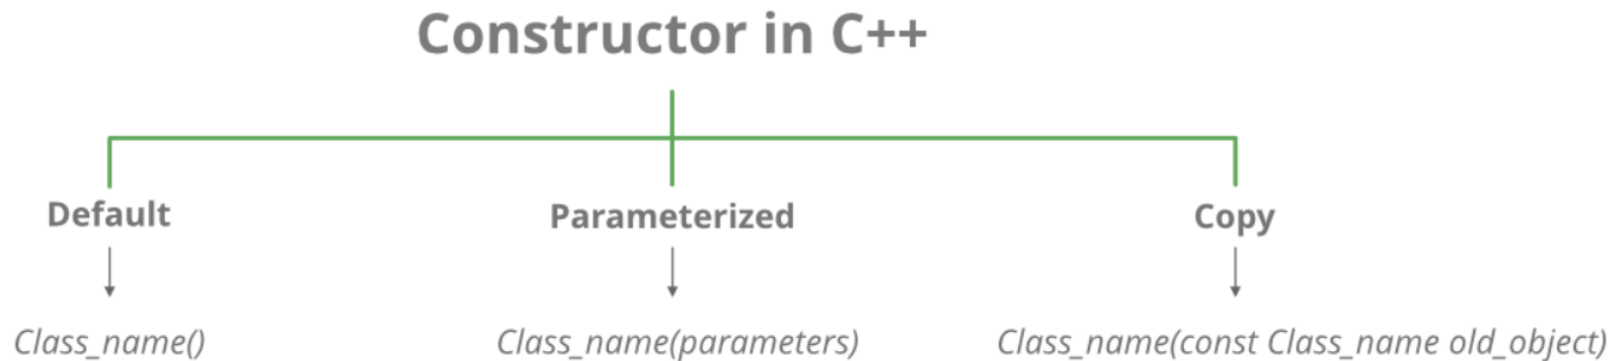 Constructor in C++
Default
Parameterized
Copy
Class_name()
Class_name(parameters)
Class_name(const Class_name old_object)